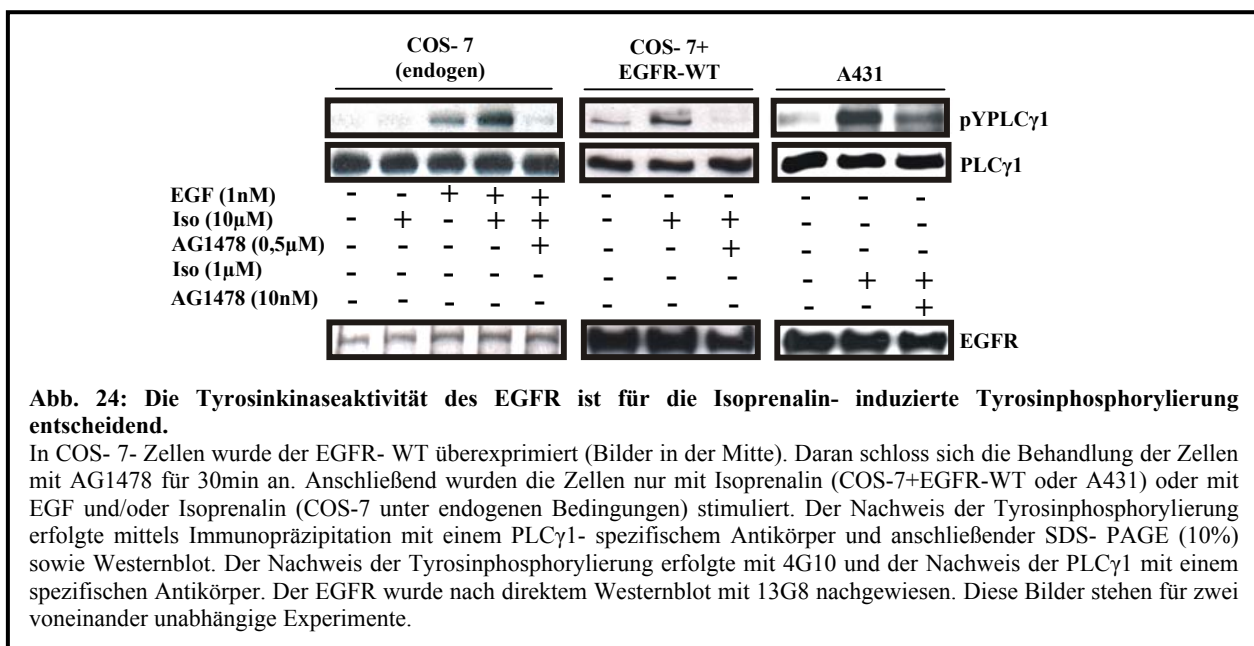 COS- 7
(endogen)
COS- 7+
EGFR-WT
A431
pYPLCγ1
PLCγ1
EGF (1nM) - - + + + - - - - - -
Iso (10µM) - + - + + - + + - - -
AG1478 (0,5µM) - - - - + - - + - - -
Iso (1µM) - - - - - - - - - + +
AG1478 (10nM) - - - - - - - - - - +
EGFR
Abb. 24: Die Tyrosinkinaseaktivität des EGFR ist für die Isoprenalin- induzierte Tyrosinphosphorylierung
entscheidend.
In COS- 7- Zellen wurde der EGFR- WT überexprimiert (Bilder in der Mitte). Daran schloss sich die Behandlung der Zellen
mit AG1478 für 30min an. Anschließend wurden die Zellen nur mit Isoprenalin (COS-7+EGFR-WT oder A431) oder mit
EGF und/oder Isoprenalin (COS-7 unter endogenen Bedingungen) stimuliert. Der Nachweis der Tyrosinphosphorylierung
erfolgte mittels Immunopräzipitation mit einem PLCγ1- spezifischem Antikörper und anschließender SDS- PAGE (10%)
sowie Westernblot. Der Nachweis der Tyrosinphosphorylierung erfolgte mit 4G10 und der Nachweis der PLCγ1 mit einem
spezifischen Antikörper. Der EGFR wurde nach direktem Westernblot mit 13G8 nachgewiesen. Diese Bilder stehen für zwei
voneinander unabhängige Experimente.